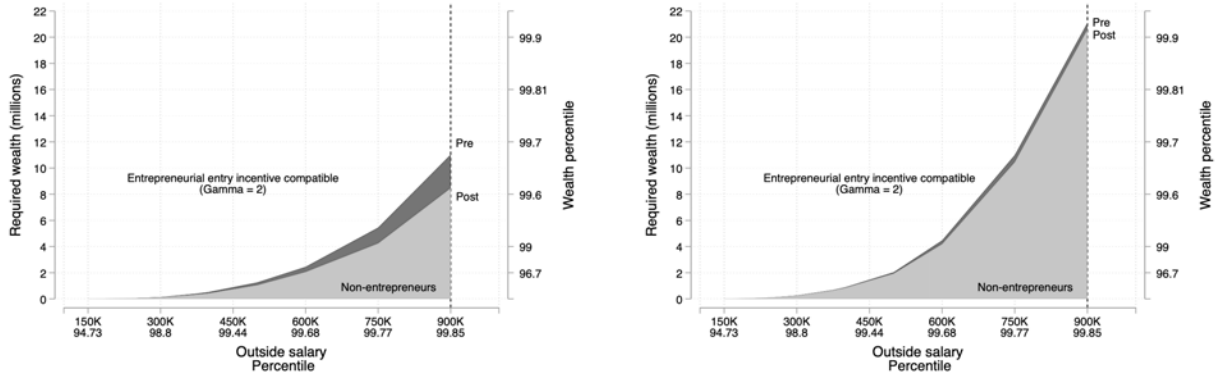 22
20
18
16
14
12
10
8
6
4
2
0
Required wealth (millions)
99.9
99.81
99.7
99.6
99
96.7
Wealth percentile
Pre
Post
Entrepreneurial entry incentive compatible
(Gamma = 2)
Non-entrepreneurs
150K 300K 450K 600K 750K 900K
94.73 98.8 99.44 99.68 99.77 99.85
Outside salary
Percentile
22
20
18
16
14
12
10
8
6
4
2
0
Required wealth (millions)
99.9
99.81
99.7
99.6
99
96.7
Wealth percentile
Pre
Post
Entrepreneurial entry incentive compatible
(Gamma = 2)
Non-entrepreneurs
150K 300K 450K 600K 750K 900K
94.73 98.8 99.44 99.68 99.77 99.85
Outside salary
Percentile